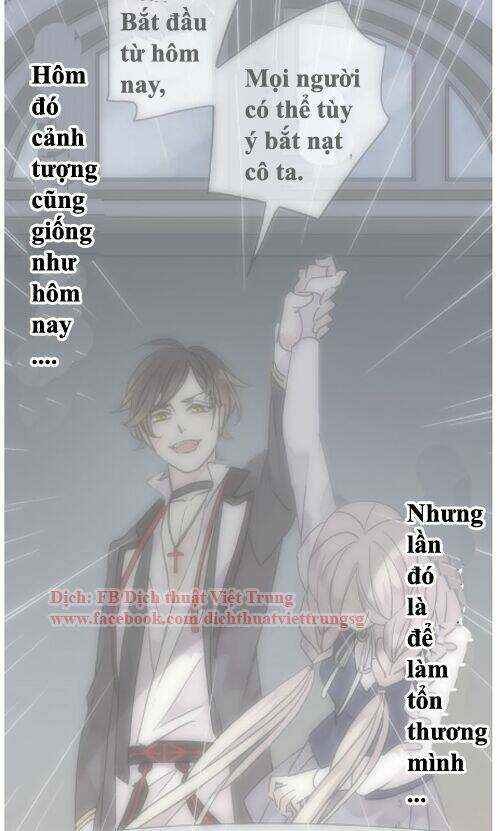 Bắt đầu
từ hôm
nay,
Mọi người
có thể tùy
ý bắt nạt
cô ta.
Hôm
đó
cảnh
tượng
cũng
giống
như
hôm
nay
....
Nhưng
lần
đó
là
để
làm
tổn
thương
mình
...
Dịch: FB Dịch thuật Việt Trung
www.facebook.com/dichthuatviettrungsg/